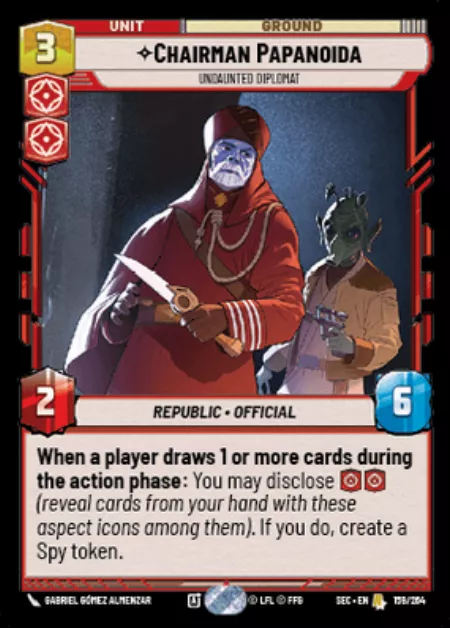 UNIT GROUND
3
CHAIRMAN PAPANOIDA
UNDAUNTED DIPLOMAT
2
REPUBLIC • OFFICIAL
6
When a player draws 1 or more cards during
the action phase: You may disclose
(reveal cards from your hand with these
aspect icons among them). If you do, create a
Spy token.
GABRIEL GÓMEZ ALMENZAR
© LFL © FFG
SEC • EN